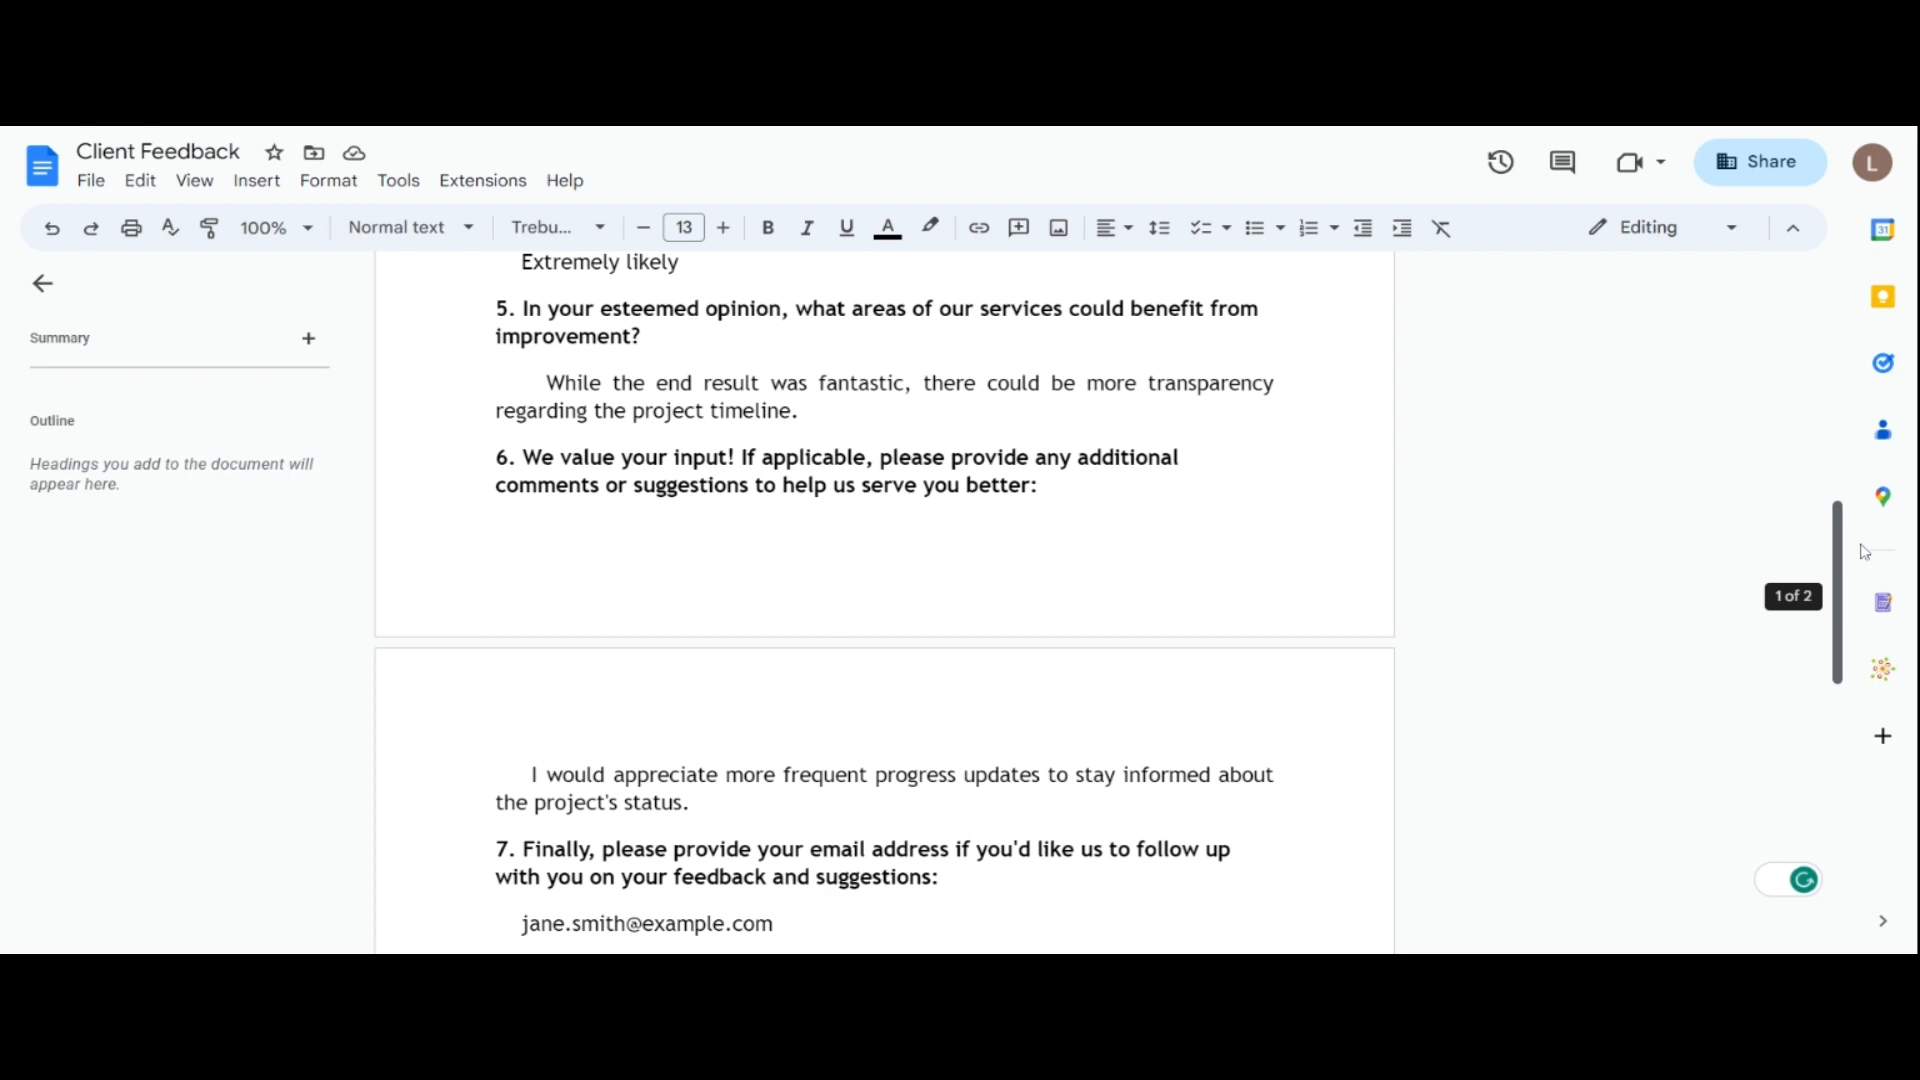 Client Feedback
File Edit View Insert Format Tools Extensions Help
Share
L
100% Normal text Trebu... 13 B I U A Editing
31
Extremely likely
5. In your esteemed opinion, what areas of our services could benefit from
improvement?
Summary
While the end result was fantastic, there could be more transparency
regarding the project timeline.
Outline
Headings you add to the document will
appear here.
6. We value your input! If applicable, please provide any additional
comments or suggestions to help us serve you better:
1 of 2
I would appreciate more frequent progress updates to stay informed about
the project's status.
7. Finally, please provide your email address if you'd like us to follow up
with you on your feedback and suggestions:
jane.smith@example.com